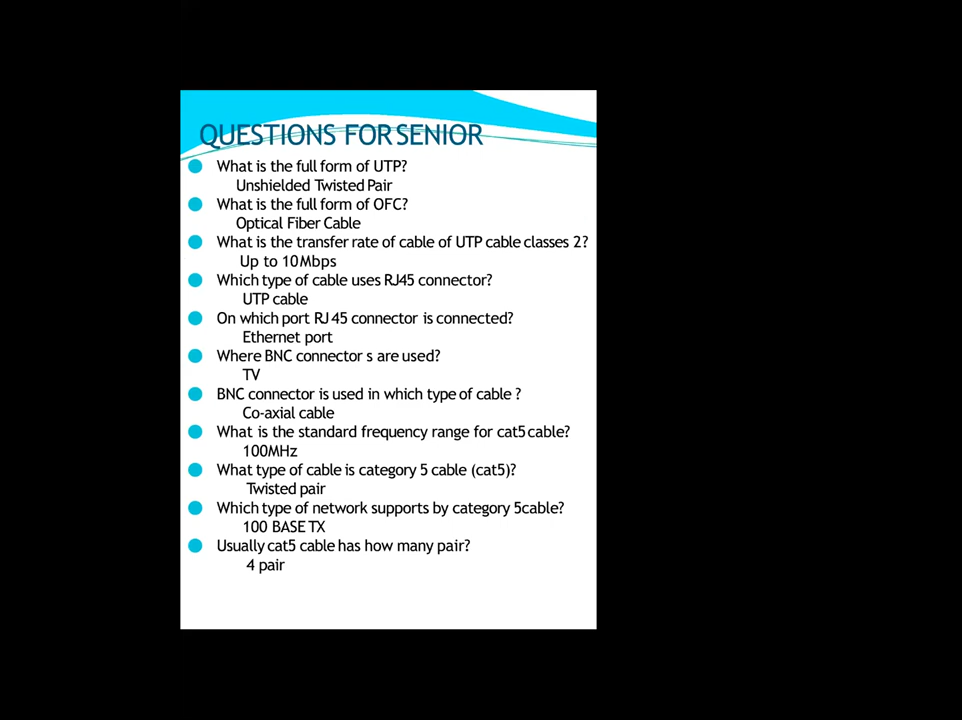 QUESTIONS FOR SENIOR
What is the full form of UTP?
Unshielded Twisted Pair
What is the full form of OFC?
Optical Fiber Cable
What is the transfer rate of cable of UTP cable classes 2?
Up to 10Mbps
Which type of cable uses RJ45 connector?
UTP cable
On which port RJ45 connector is connected?
Ethernet port
Where BNC connector s are used?
TV
BNC connector is used in which type of cable ?
Co-axial cable
What is the standard frequency range for cat5 cable?
100MHz
What type of cable is category 5 cable (cat5)?
Twisted pair
Which type of network supports by category 5cable?
100 BASE TX
Usually cat5 cable has how many pair?
4 pair